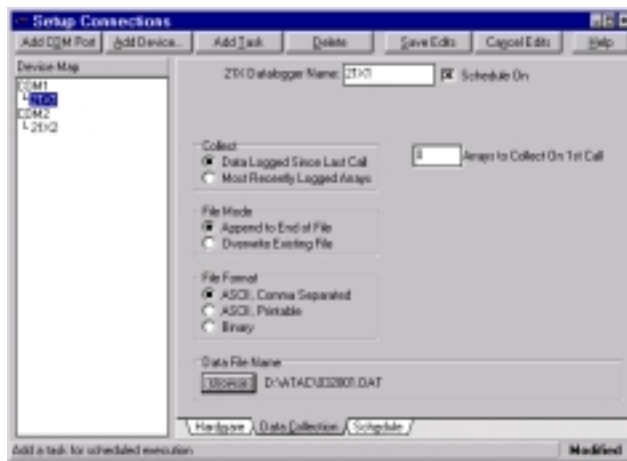 Setup Connections
Add COM Port Add Device... Add Task Delete Save Edits Cancel Edits Help
Device Map
COM1
21X1
COM2
21X2
21X Datalogger Name: 21X1 Schedule On
Collect
Data Logged Since Last Call
Most Recently Logged Arrays
Arrays to Collect On 1st Call
File Mode
Append to End of File
Overwrite Existing File
File Format
ASCII, Comma Separated
ASCII, Printable
Binary
Data File Name
Browse D:\ATAC\032801.DAT
Hardware Data Collection Schedule
Add a task for scheduled execution Modified